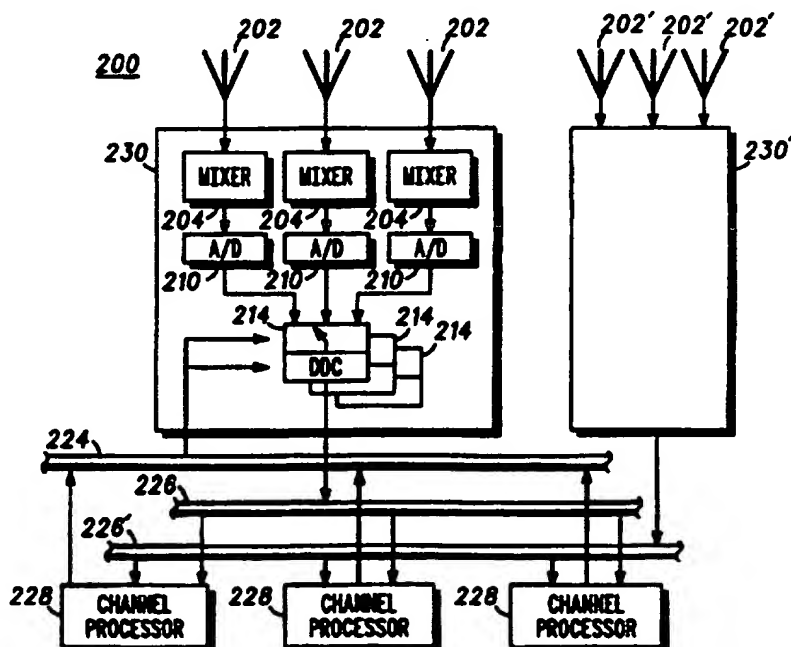 202 202 202 202' 202' 202'
200
230 230'
MIXER MIXER MIXER
204 204 204
A/D A/D A/D
210 210 210
214 214 214
DDC
224
226
226'
228 CHANNEL PROCESSOR 228 CHANNEL PROCESSOR 228 CHANNEL PROCESSOR